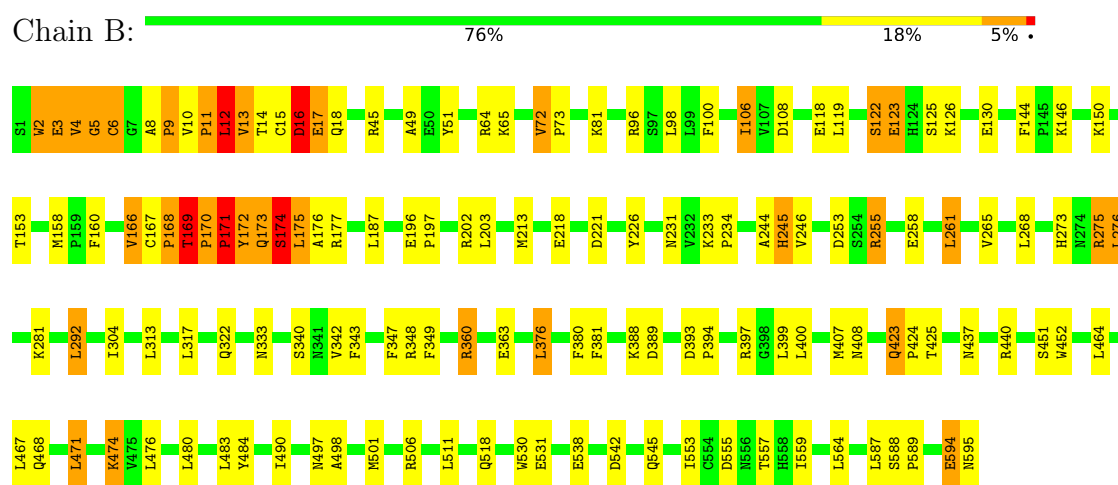 Chain B:
76% 18% 5% •
S1 W2 E3 V4 G5 C6 G7 A8 P9 V10 P11 L12 V13 T14 C15 D16 E17 Q18 R45 A49 E50 Y51 R64 K65 V72 P73 K81 R96 S97 L98 L99 F100 I106 V107 D108 E118 L119 S122 E123 H124 S125 K126 E130 F144 P145 K146 K150
T153 M158 P159 F160 V166 C167 P168 T169 P170 P171 Y172 Q173 S174 L175 A176 R177 L187 E196 P197 R202 L203 M213 E218 D221 Y226 N231 V232 K233 P234 A244 H245 V246 D253 S254 R255 E258 L261 V265 L268 H273 N274 R275 L276
K281 L292 I304 L313 L317 Q322 N333 S340 N341 V342 F343 F347 R348 F349 R360 E363 L376 F380 F381 K388 D389 D393 P394 R397 G398 L399 L400 M407 N408 Q423 P424 T425 N437 R440 S451 W452 L464
L467 Q468 L471 K474 V475 L476 L480 L483 Y484 I490 N497 A498 M501 R506 L511 Q518 W530 E531 E538 D542 Q545 I553 C554 D555 N556 T557 H558 I559 L564 L587 S588 P589 E594 N595